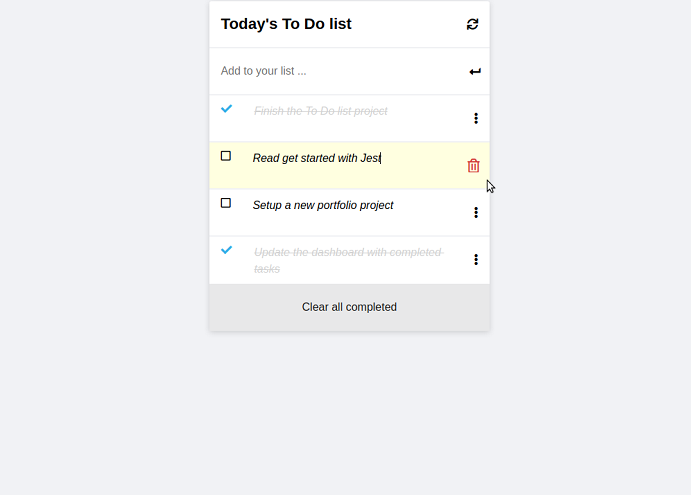 Today's To Do list
Add to your list ...
Finish the To Do list project
Read get started with Jest
Setup a new portfolio project
Update the dashboard with completed
tasks
Clear all completed